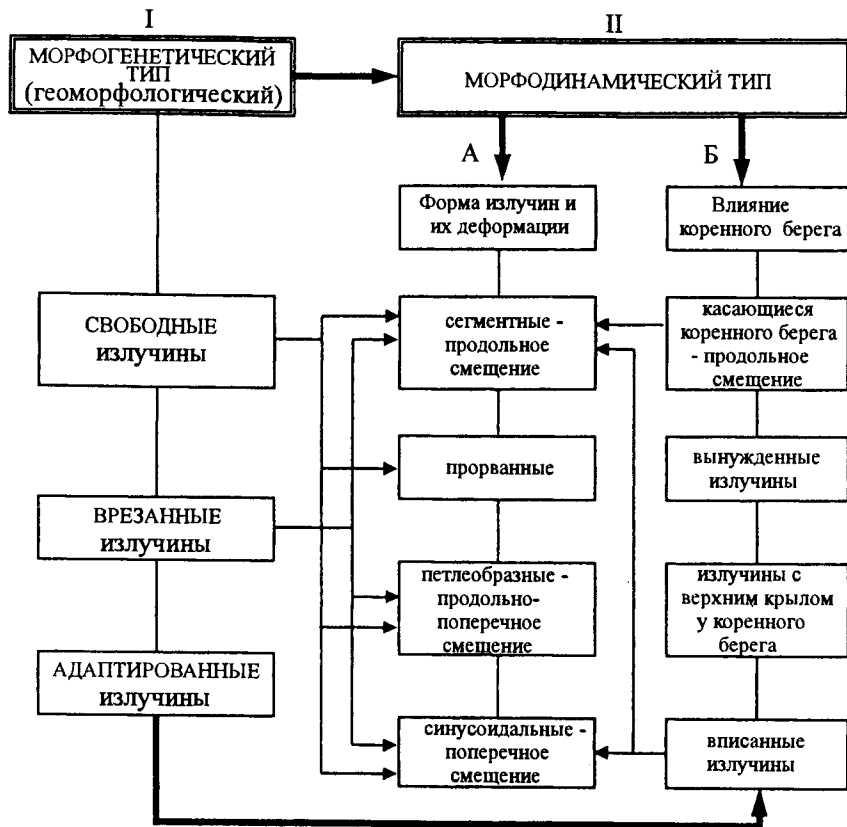 I
МОРФОГЕНЕТИЧЕСКИЙ
ТИП
(геоморфологический)
II
МОРФОДИНАМИЧЕСКИЙ ТИП
А
Б
Форма излучин и
их деформации
Влияние
коренного берега
СВОБОДНЫЕ
излучины
сегментные -
продольное
смещение
касающиеся
коренного берега
- продольное
смещение
прорванные
вынужденные
излучины
ВРЕЗАННЫЕ
излучины
петлеобразные -
продольно-
поперечное
смещение
излучины с
верхним крылом
у коренного
берега
АДАПТИРОВАННЫЕ
излучины
синусоидальные -
поперечное
смещение
вписанные
излучины